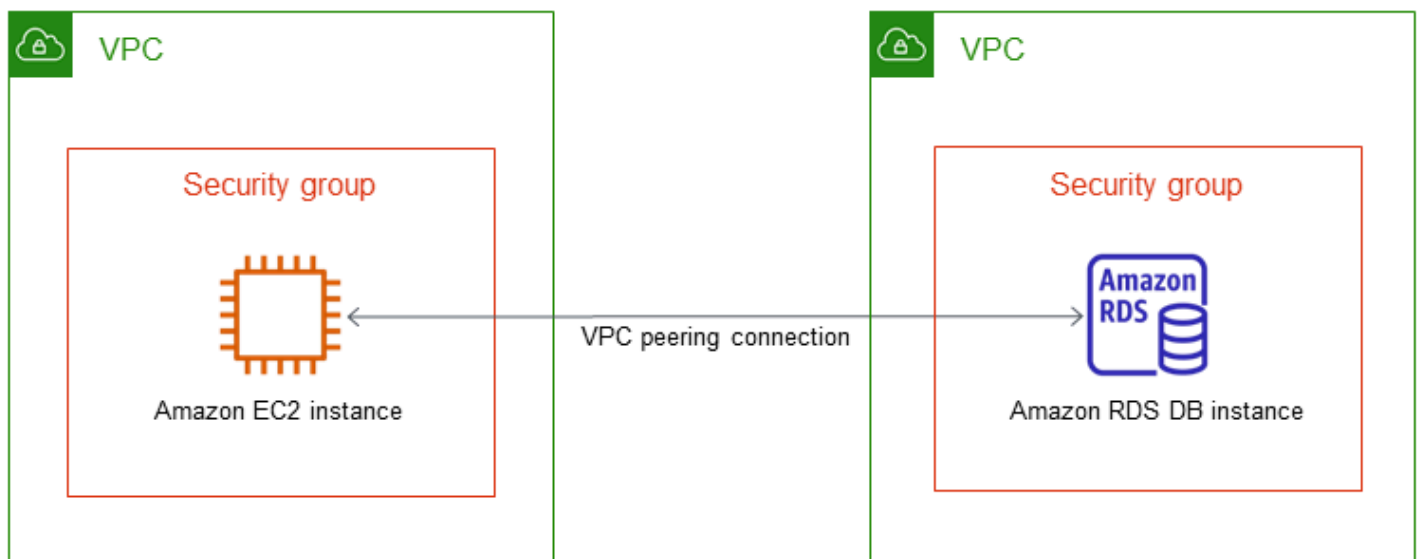 VPC
VPC
Security group
Security group
Amazon
RDS
VPC peering connection
Amazon EC2 instance
Amazon RDS DB instance